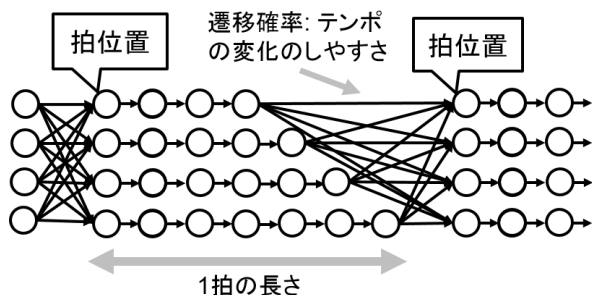 拍位置
遷移確率: テンポ
の変化のしやすさ
拍位置
1拍の長さ